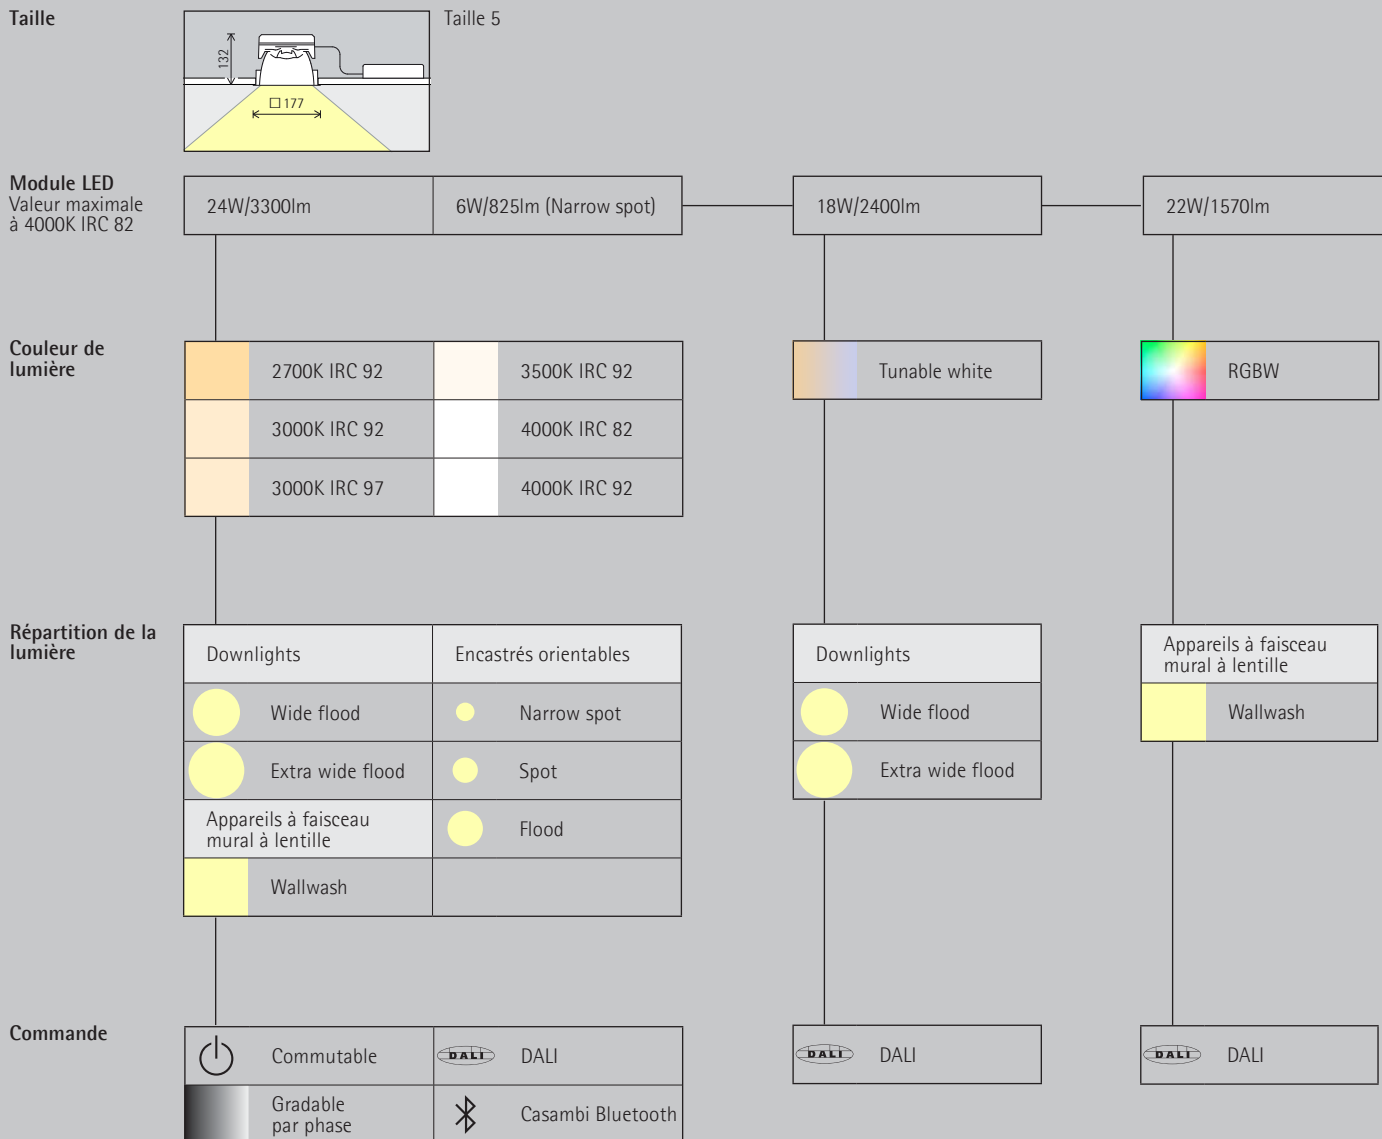 Taille
Taille 5
132
177
Module LED
Valeur maximale
à 4000K IRC 82
24W/3300lm
6W/825lm (Narrow spot)
18W/2400lm
22W/1570lm
Couleur de
lumière
2700K IRC 92
3500K IRC 92
Tunable white
RGBW
3000K IRC 92
4000K IRC 82
3000K IRC 97
4000K IRC 92
Répartition de la
lumière
Downlights
Encastrés orientables
Downlights
Appareils à faisceau
mural à lentille
Wide flood
Narrow spot
Wide flood
Wallwash
Extra wide flood
Spot
Extra wide flood
Appareils à faisceau
mural à lentille
Flood
Wallwash
Commande
Commutable
DALI
DALI
DALI
DALI
DALI
DALI
Gradable
par phase
Casambi Bluetooth